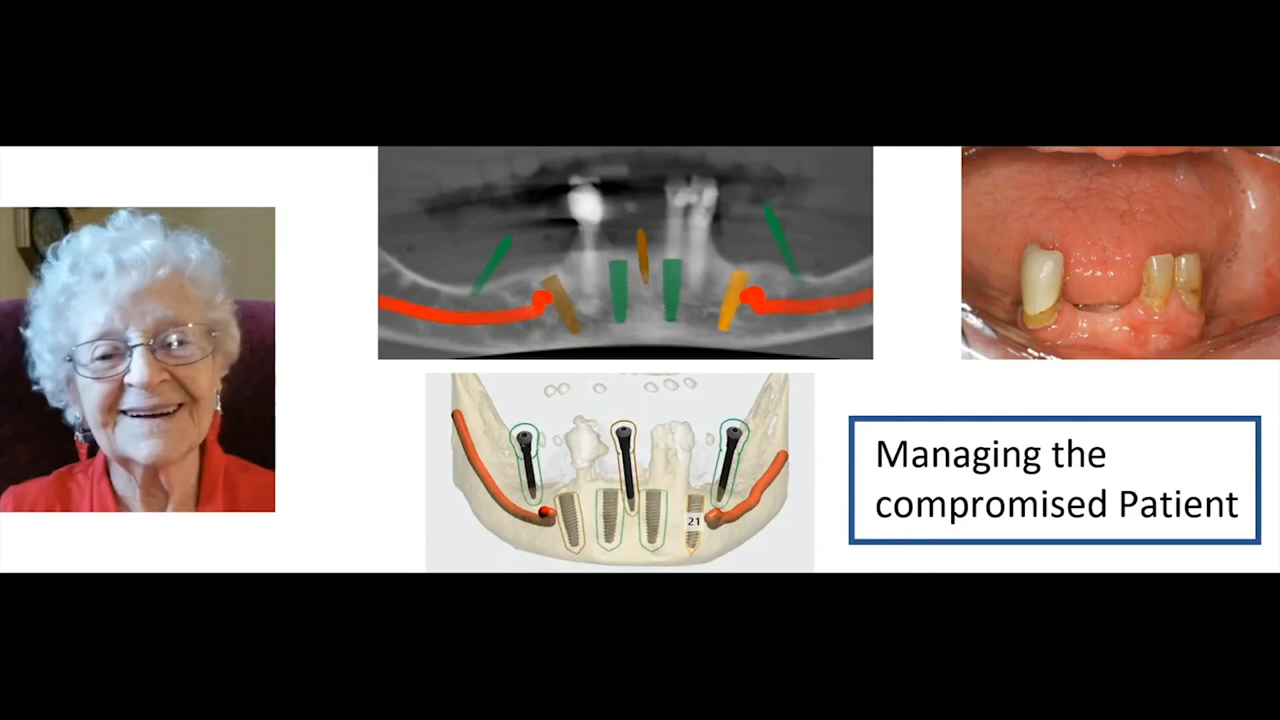 21
Managing the
compromised Patient